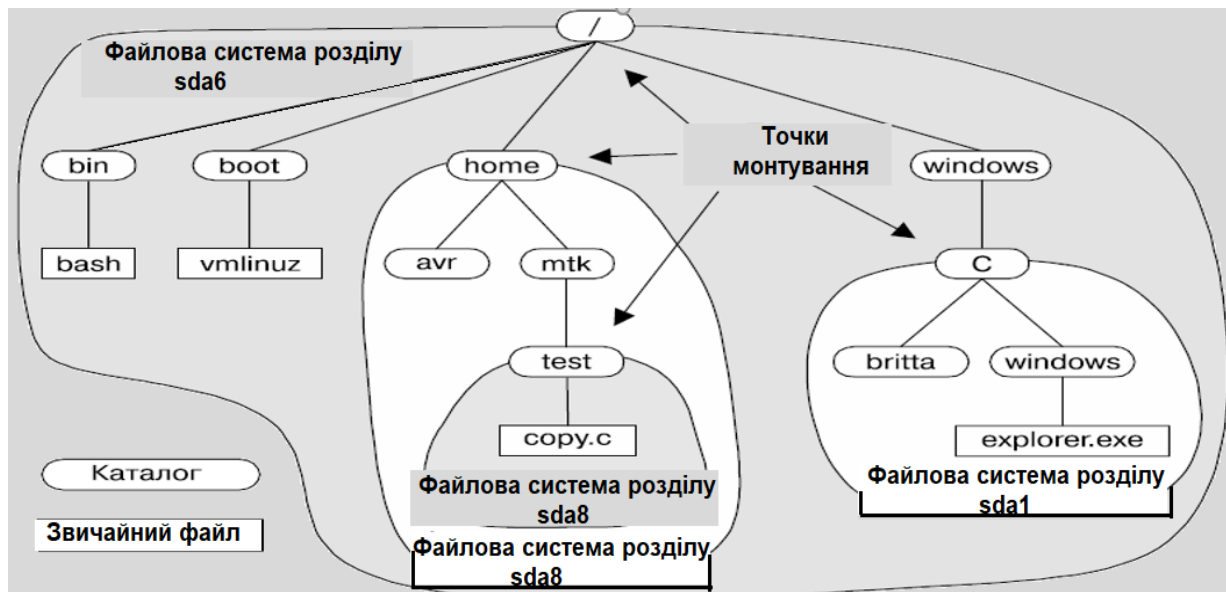 /
Файлова система розділу
sda6
Точки
монтування
bin
boot
home
windows
bash
vmlinuz
avr
mtk
C
test
britta
windows
copy.c
explorer.exe
Каталог
Файлова система розділу
sda8
Файлова система розділу
sda1
Звичайний файл
Файлова система розділу
sda8